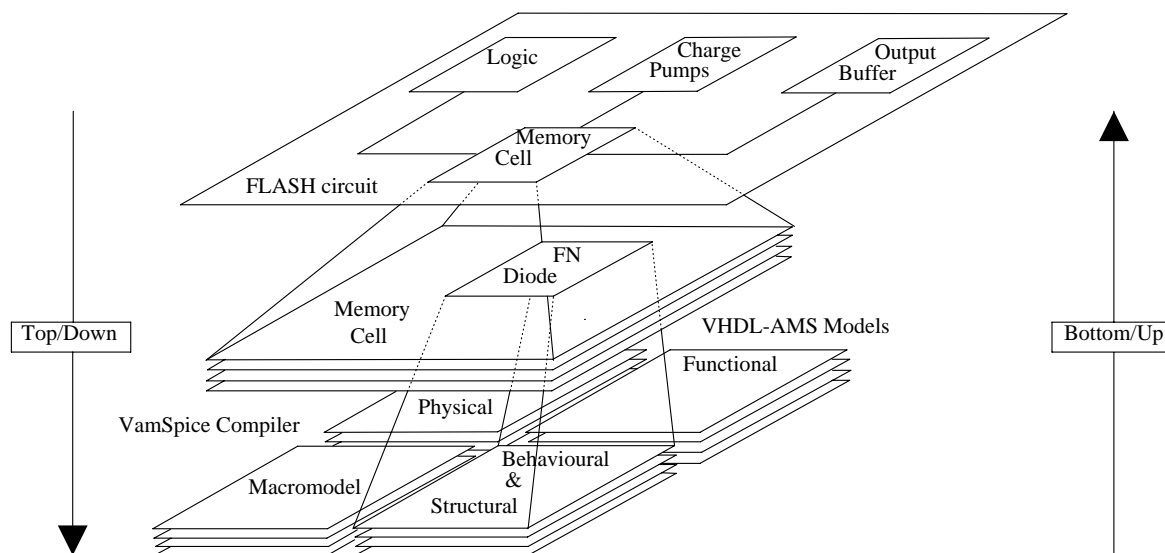 Logic
Charge
Pumps
Output
Buffer
Memory
Cell
FLASH circuit
FN
Diode
Memory
Cell
Top/Down
VHDL-AMS Models
Bottom/Up
Functional
Physical
VamSpice Compiler
Behavioural
&
Structural
Macromodel